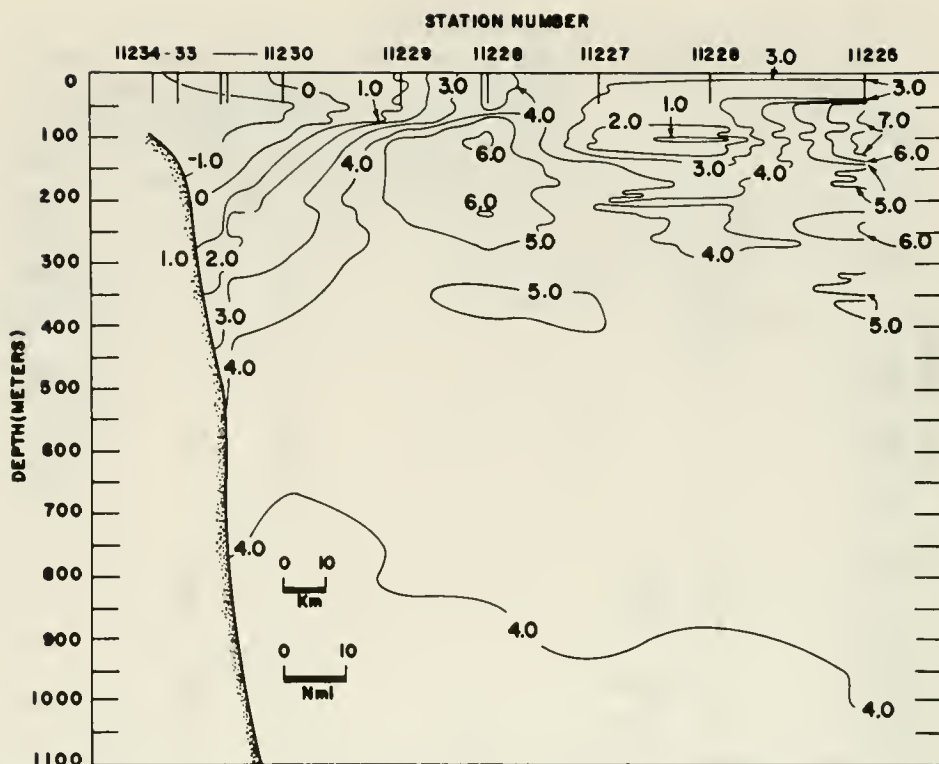 STATION NUMBER
11234 - 33 —— 11230 11229 11228 11227 11226 11225
3.0
0 0 1.0 3.0 3.0
4.0 1.0 7.0
100 2.0
-1.0 4.0 6.0 3.0 4.0 6.0
200 0 6.0 5.0
1.0 2.0 5.0 4.0 6.0
300
3.0 5.0 5.0
400
4.0
500
DEPTH(METERS)
600
700
4.0
800 0 10
Km
900 4.0
0 10
Nmi
1000 4.0
1100